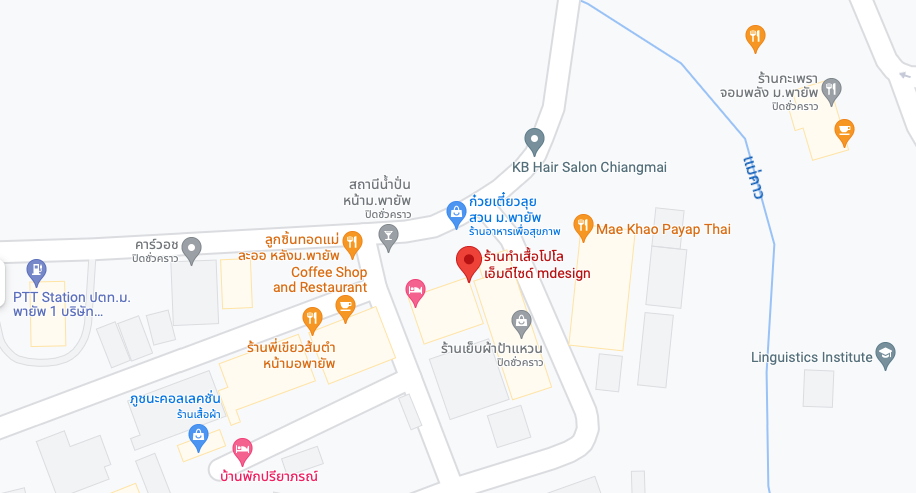 ร้านกะเพรา
จอมพลัง ม.พายัพ
ปิดชั่วคราว
แม่คาว
KB Hair Salon Chiangmai
สถานีน้ำปั่น
หน้าม.พายัพ
ปิดชั่วคราว
ก๋วยเตี๋ยวลุย
สวน ม.พายัพ
ร้านอาหารเพื่อสุขภาพ
Mae Khao Payap Thai
คาร์วอช
ปิดชั่วคราว
ลูกชิ้นทอดแม่
ละออ หลังม.พายัพ
Coffee Shop
and Restaurant
ร้านทำเสื้อโปโล
เอ็มดีไซด์ mdesign
PTT Station ปตท.ม.
พายัพ 1 บริษัท...
ร้านพี่เขียวส้มตำ
หน้ามอพายัพ
ร้านเย็บผ้าป้าแหวน
ปิดชั่วคราว
Linguistics Institute
ภูชนะคอลเลคชั่น
ร้านเสื้อผ้า
บ้านพักปรียาภรณ์